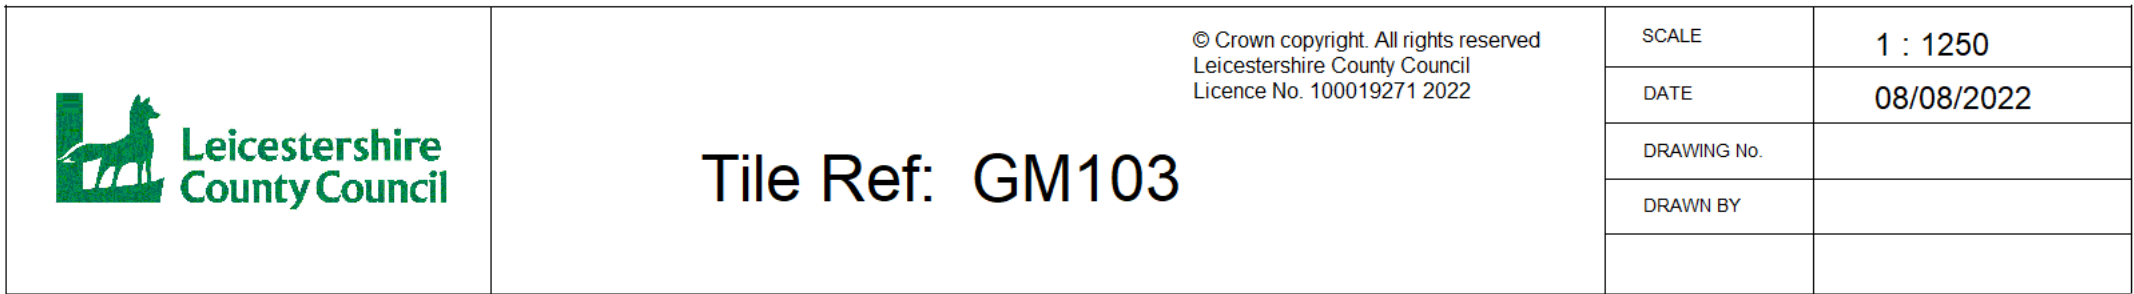 Leicestershire
County Council
© Crown copyright. All rights reserved
Leicestershire County Council
Licence No. 100019271 2022
Tile Ref: GM103
SCALE 1 : 1250
DATE 08/08/2022
DRAWING No.
DRAWN BY